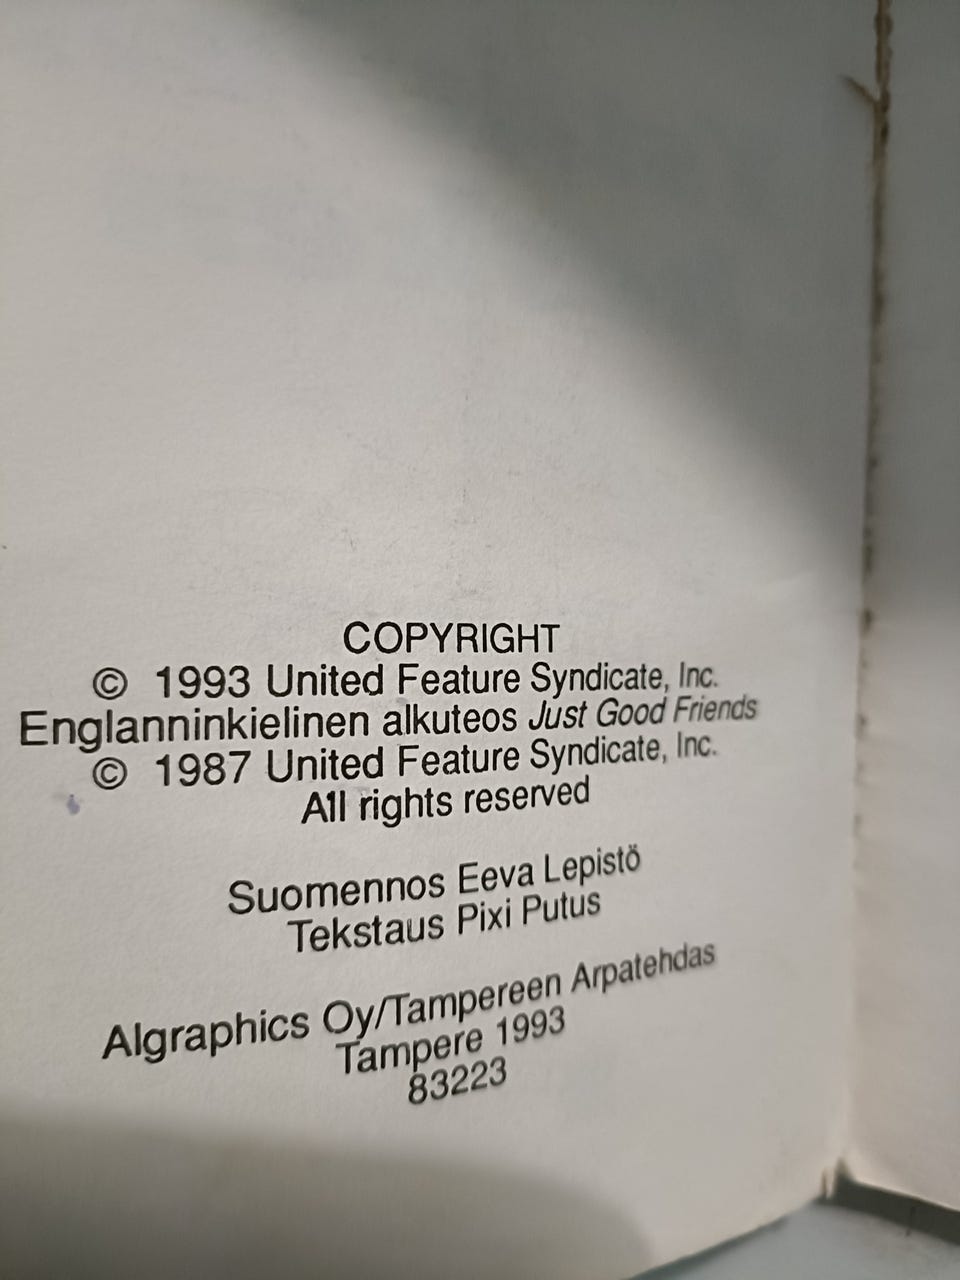 COPYRIGHT
© 1993 United Feature Syndicate, Inc.
Englanninkielinen alkuteos Just Good Friends
© 1987 United Feature Syndicate, Inc.
All rights reserved
Suomennos Eeva Lepistö
Tekstaus Pixi Putus
Algraphics Oy/Tampereen Arpatehdas
Tampere 1993
83223